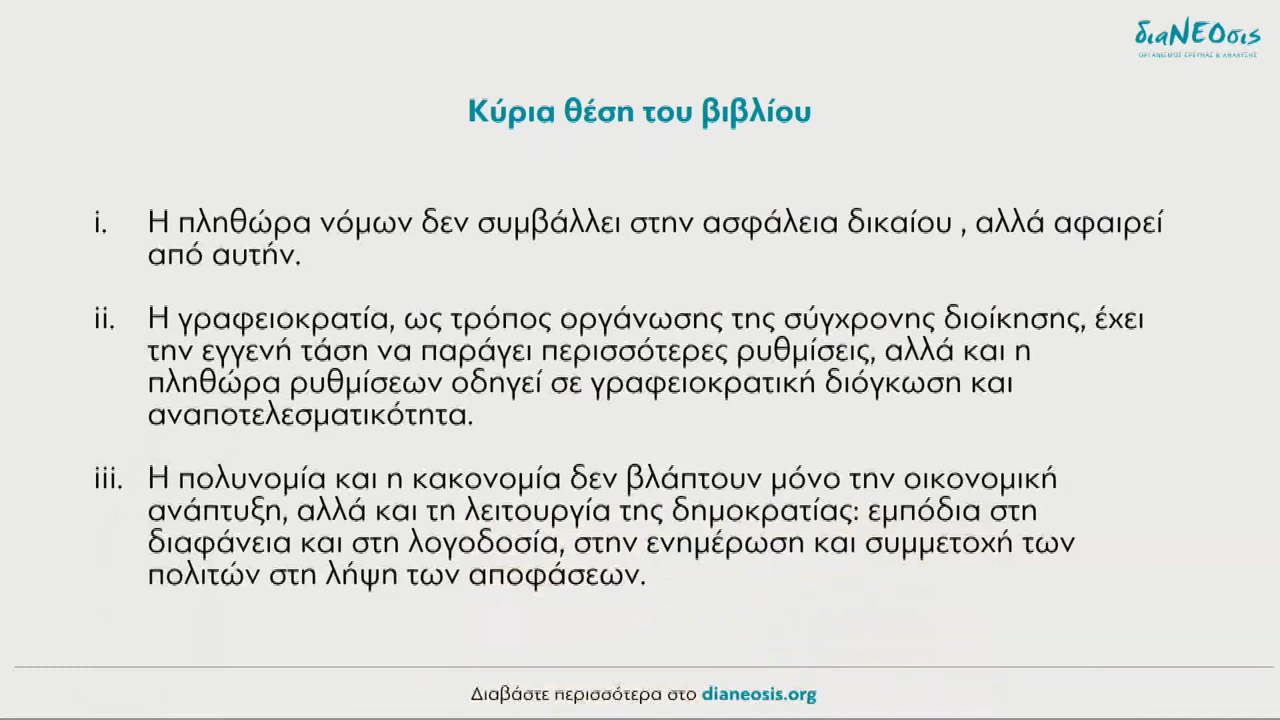 διαΝΕΟσις
ΟΡΓΑΝΙΣΜΟΣ ΕΡΕΥΝΑΣ & ΑΝΑΛΥΣΗΣ
Κύρια θέση του βιβλίου
i. Η πληθώρα νόμων δεν συμβάλλει στην ασφάλεια δικαίου , αλλά αφαιρεί
από αυτήν.
ii. Η γραφειοκρατία, ως τρόπος οργάνωσης της σύγχρονης διοίκησης, έχει
την εγγενή τάση να παράγει περισσότερες ρυθμίσεις, αλλά και η
πληθώρα ρυθμίσεων οδηγεί σε γραφειοκρατική διόγκωση και
αναποτελεσματικότητα.
iii. Η πολυνομία και η κακονομία δεν βλάπτουν μόνο την οικονομική
ανάπτυξη, αλλά και τη λειτουργία της δημοκρατίας: εμπόδια στη
διαφάνεια και στη λογοδοσία, στην ενημέρωση και συμμετοχή των
πολιτών στη λήψη των αποφάσεων.
Διαβάστε περισσότερα στο dianeosis.org